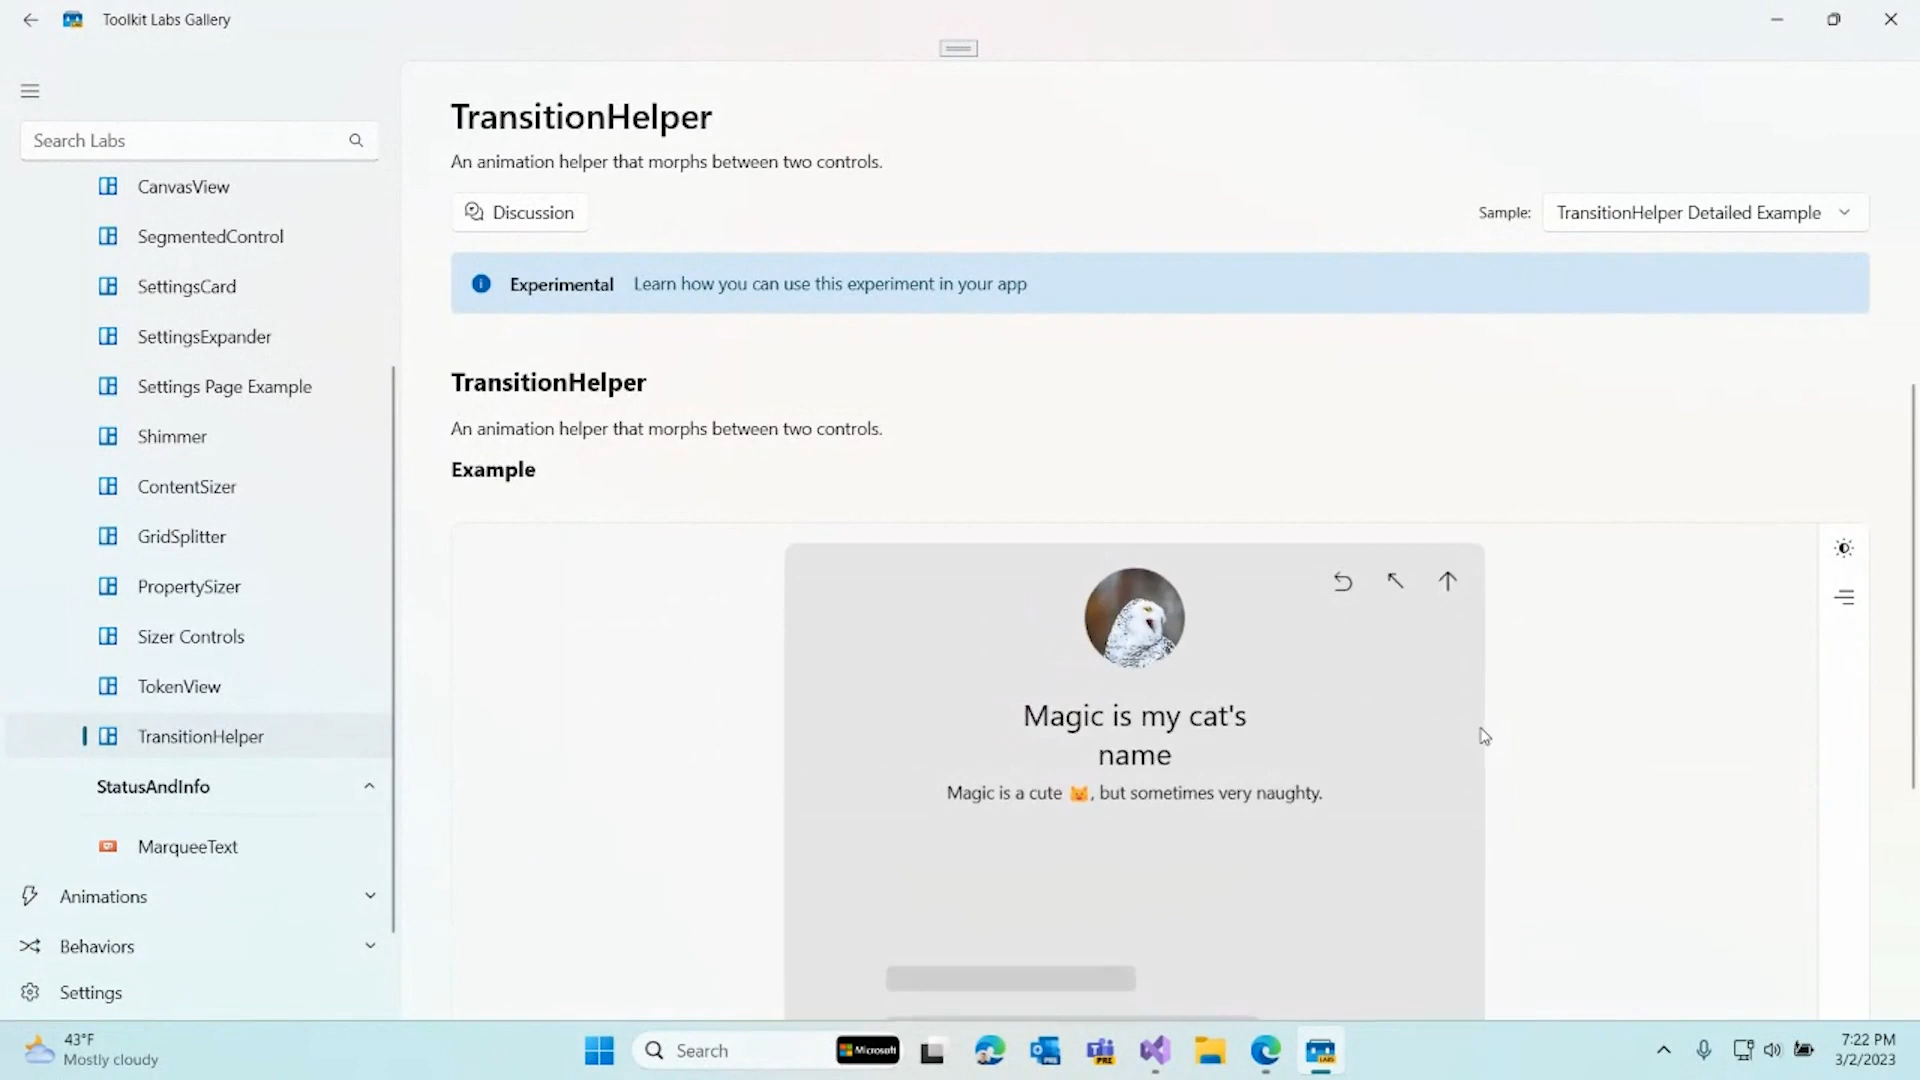 Toolkit Labs Gallery
Search Labs
CanvasView
SegmentedControl
SettingsCard
SettingsExpander
Settings Page Example
Shimmer
ContentSizer
GridSplitter
PropertySizer
Sizer Controls
TokenView
TransitionHelper
StatusAndInfo
MarqueeText
Animations
Behaviors
Settings
TransitionHelper
An animation helper that morphs between two controls.
Discussion
Sample: TransitionHelper Detailed Example
Experimental Learn how you can use this experiment in your app
TransitionHelper
An animation helper that morphs between two controls.
Example
Magic is my cat's
name
Magic is a cute 🐱, but sometimes very naughty.
43°F
Mostly cloudy
Search
Microsoft
PRE
PRE
LABS
7:22 PM
3/2/2023